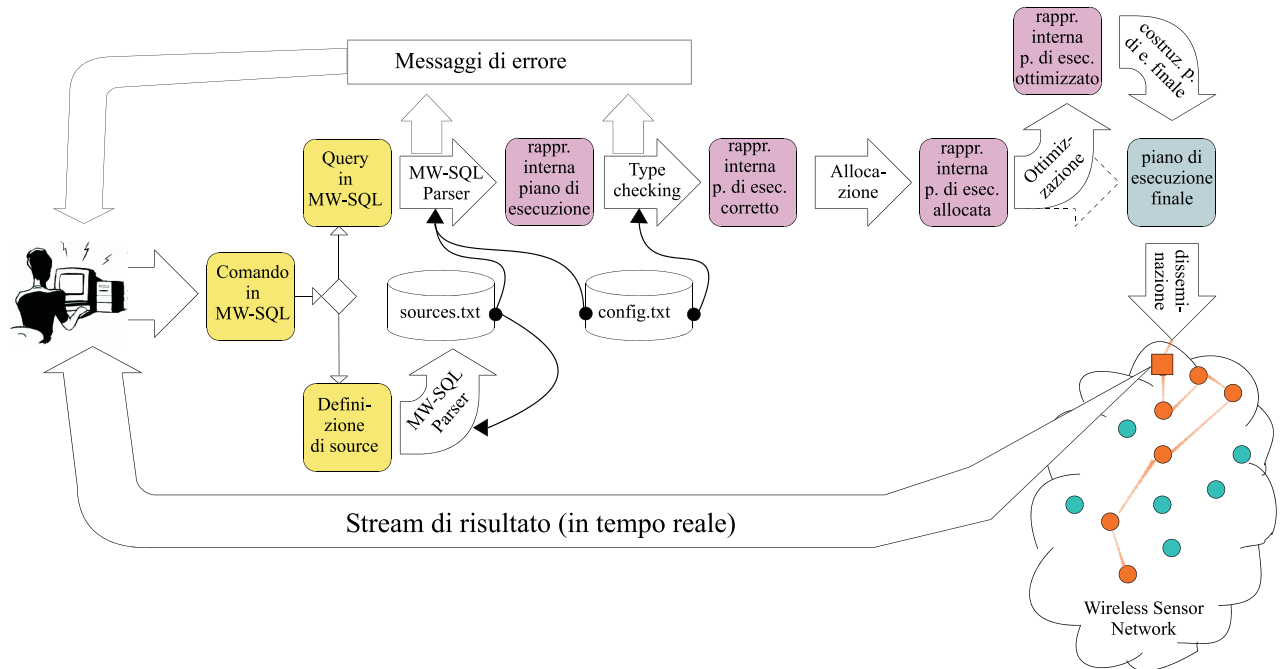 rappr.
interna
p. di esec.
ottimizzato
costruz. p.
di e. finale
Messaggi di errore
Query
in
MW-SQL
MW-SQL
Parser
rappr.
interna
piano di
esecuzione
Type
checking
rappr.
interna
p. di esec.
corretto
Alloca-
zione
rappr.
interna
p. di esec.
allocata
Ottimiz-
zazione
piano di
esecuzione
finale
Comando
in
MW-SQL
sources.txt
config.txt
dissemi-
nazione
Defini-
zione
di source
MW-SQL
Parser
Stream di risultato (in tempo reale)
Wireless Sensor
Network